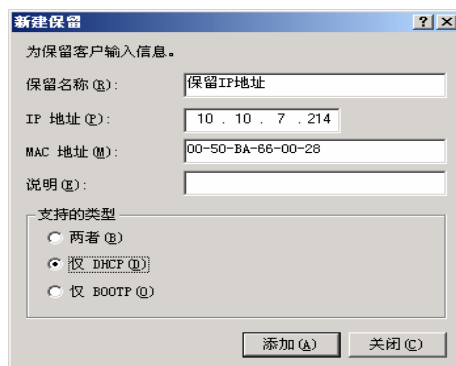 新建保留
为保留客户输入信息。
保留名称(R): 保留IP地址
IP 地址(P): 10 . 10 . 7 . 214
MAC 地址(M): 00-50-BA-66-00-28
说明(E):
支持的类型
两者(B)
仅 DHCP(D)
仅 BOOTP(O)
添加(A) 关闭(C)